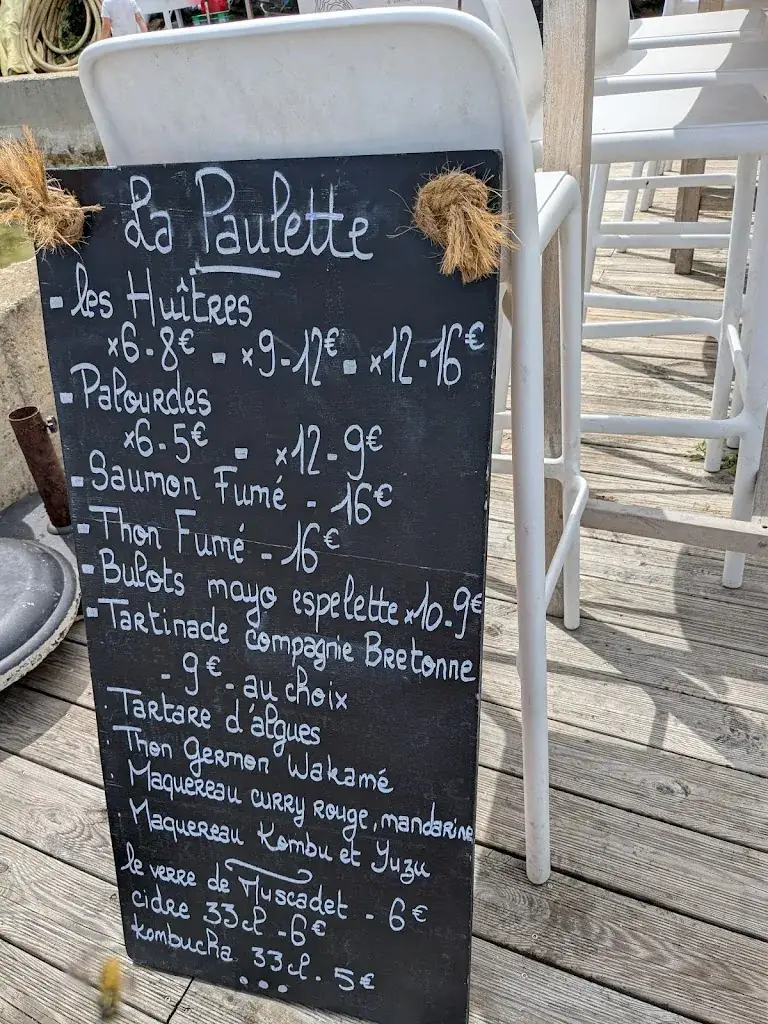 La Paulette
- les Huîtres
x6 - 8€ - x9 - 12€ - x12 - 16€
- Palourdes
x6 - 5€ - x12 - 9€
- Saumon Fumé - 16€
- Thon Fumé - 16€
- Bulots mayo espelette x10 - 9€
- Tartinade compagnie Bretonne
- 9€ - au choix
. Tartare d'algues
. Thon germon Wakamé
. Maquereau curry rouge, mandarine
. Maquereau Kombu et Yuzu
le verre de Muscadet - 6€
cidre 33cl - 6€
kombucha 33cl - 5€
...